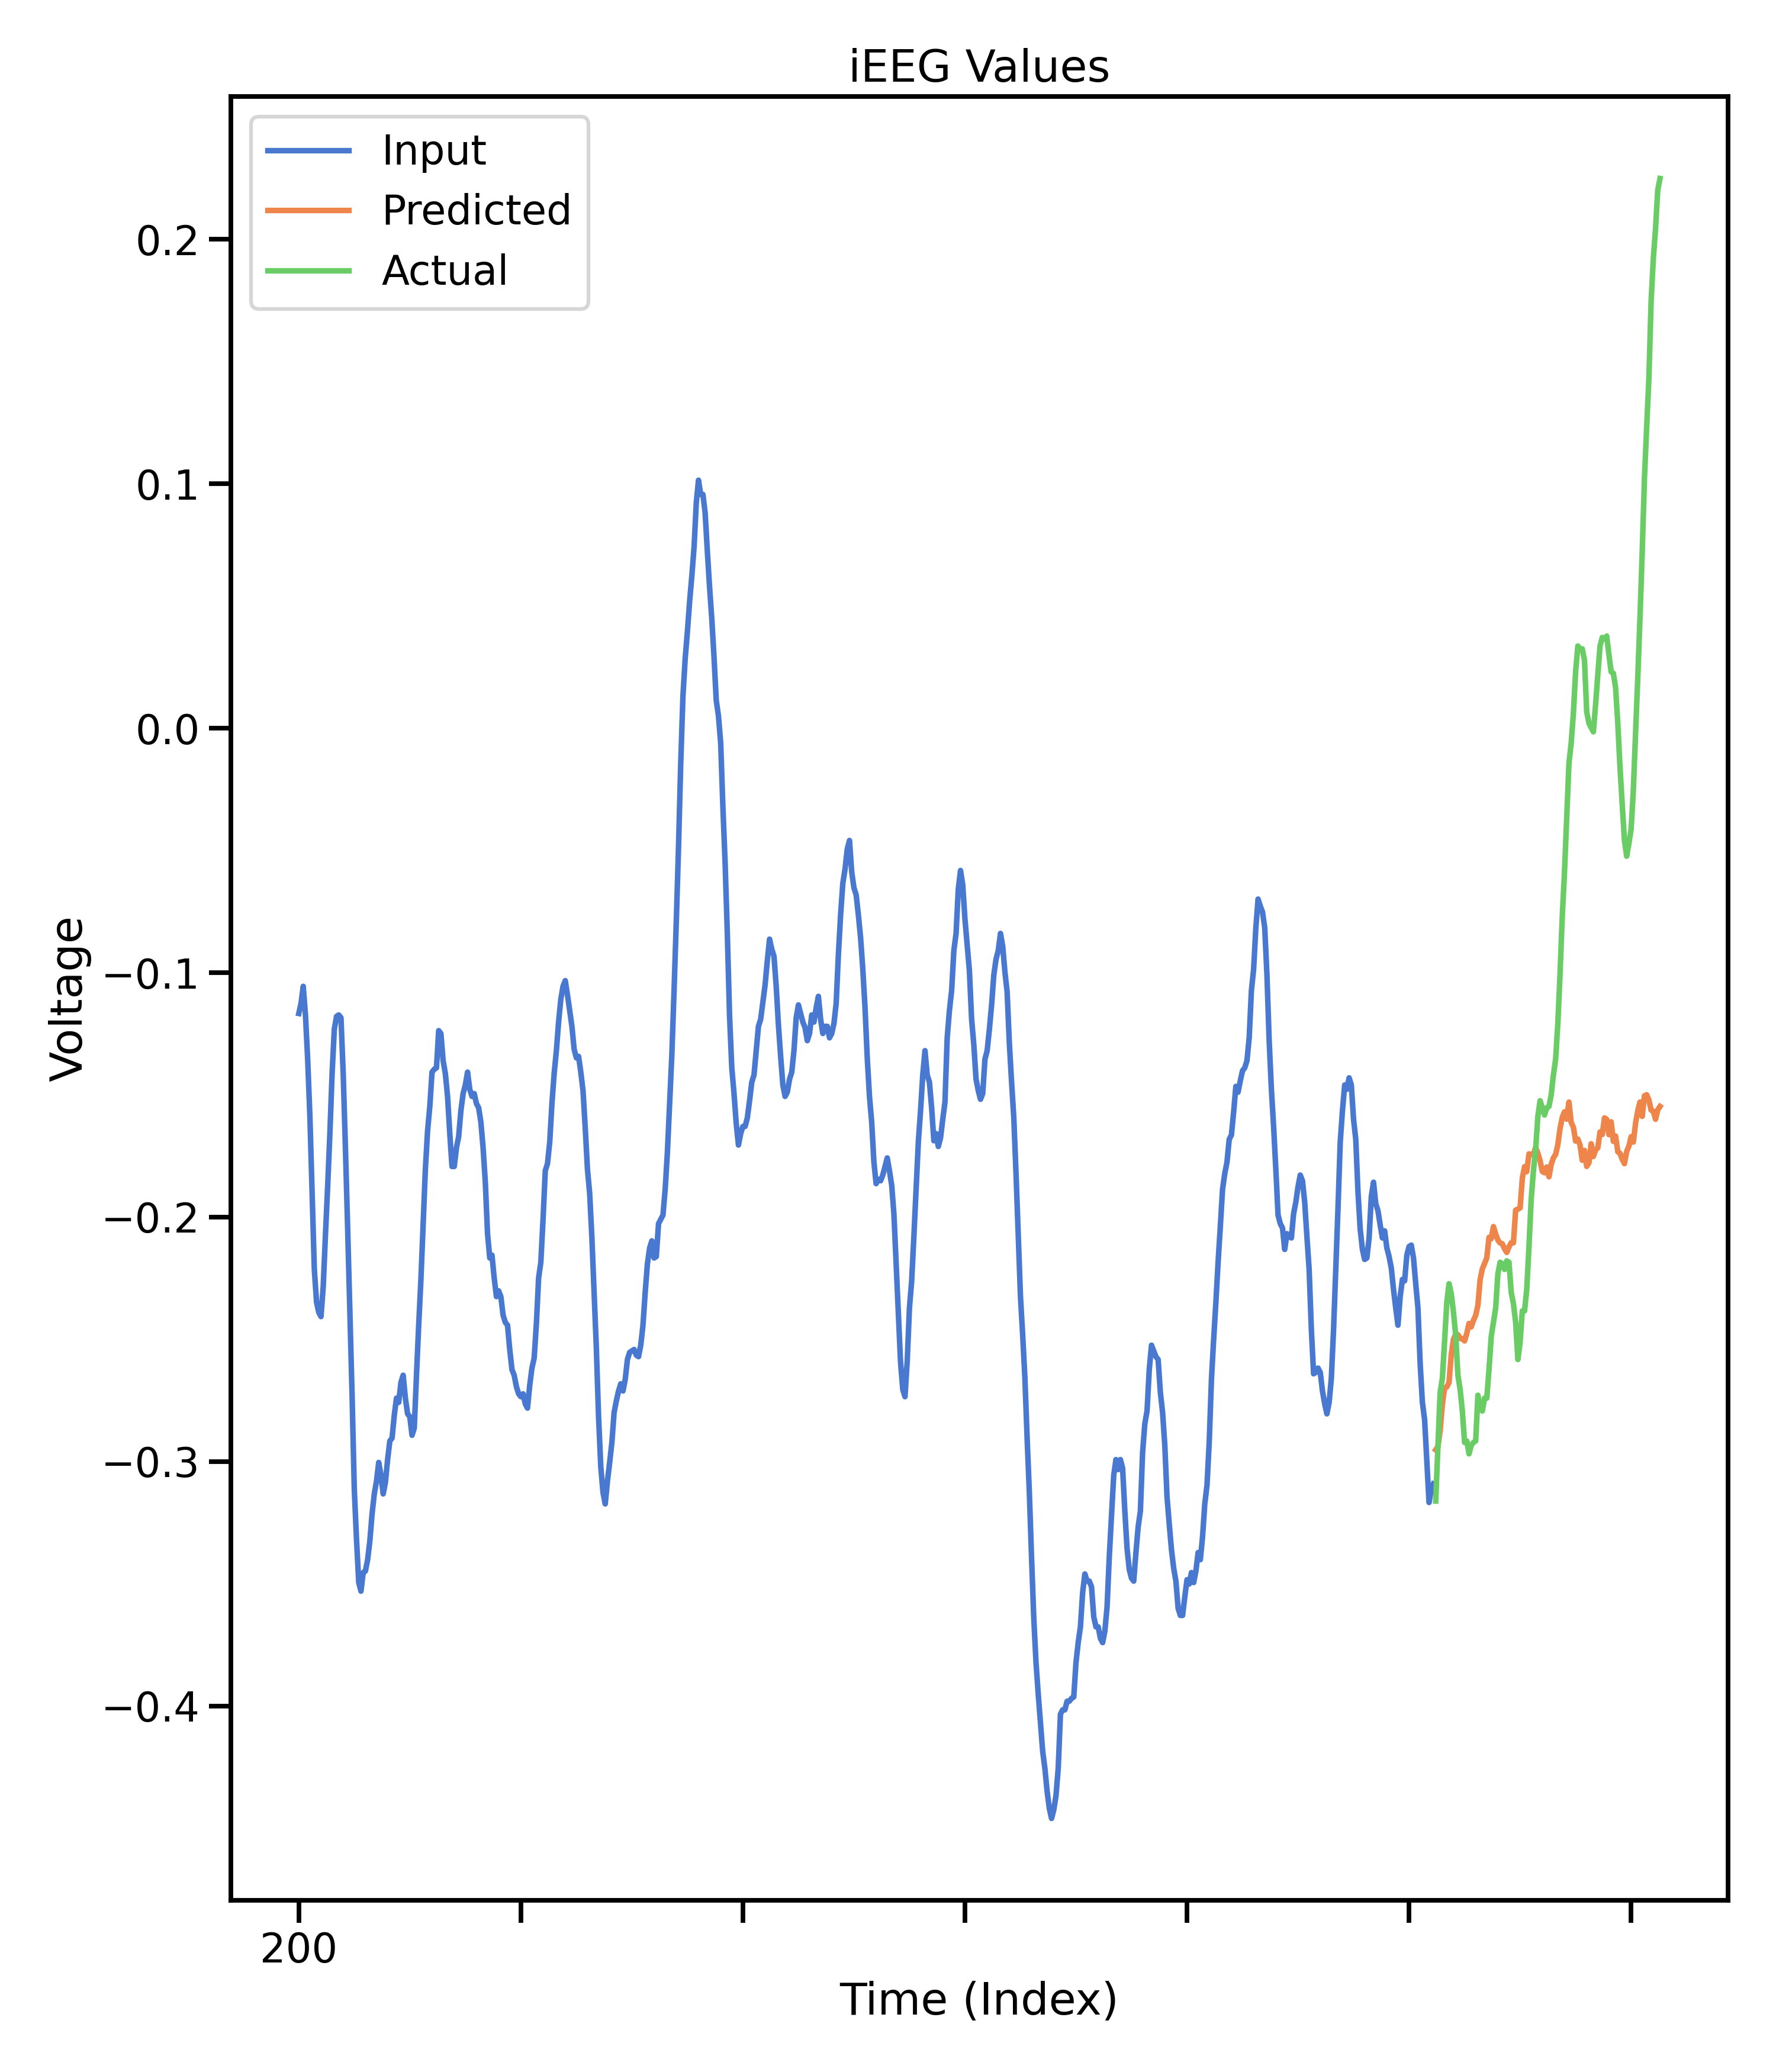 iEEG Values
Input
Predicted
Actual
0.2
0.1
0.0
−0.1
−0.2
−0.3
−0.4
Voltage
200
Time (Index)